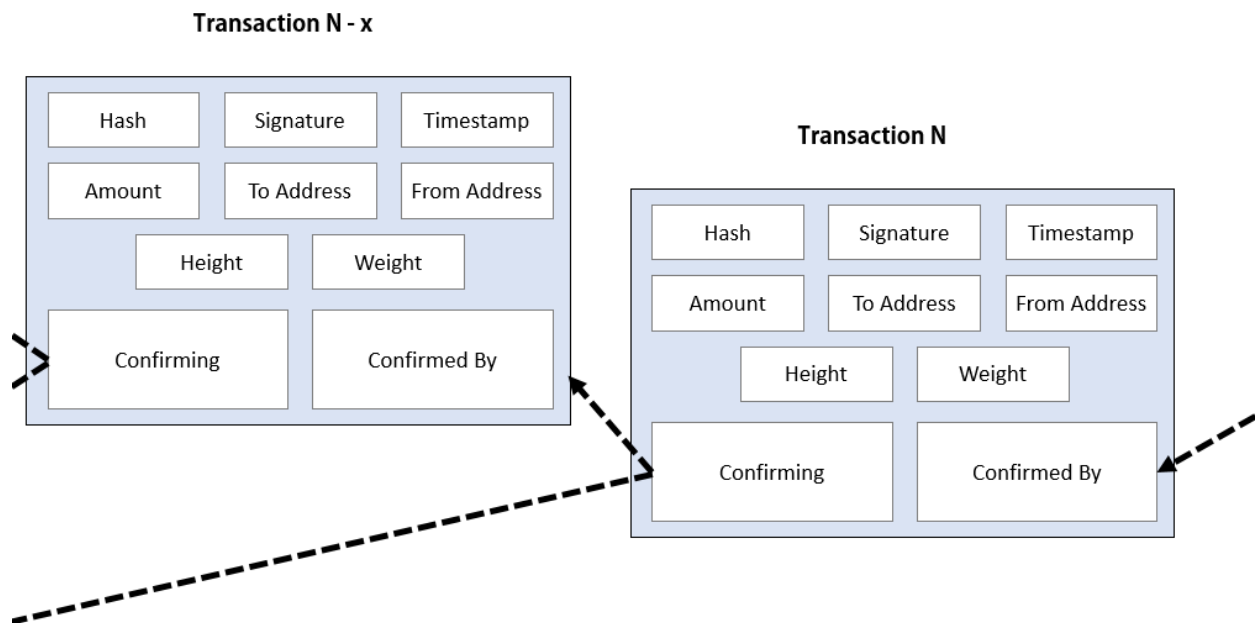 Transaction N - x
Hash Signature Timestamp
Amount To Address From Address
Height Weight
Confirming Confirmed By
Transaction N
Hash Signature Timestamp
Amount To Address From Address
Height Weight
Confirming Confirmed By